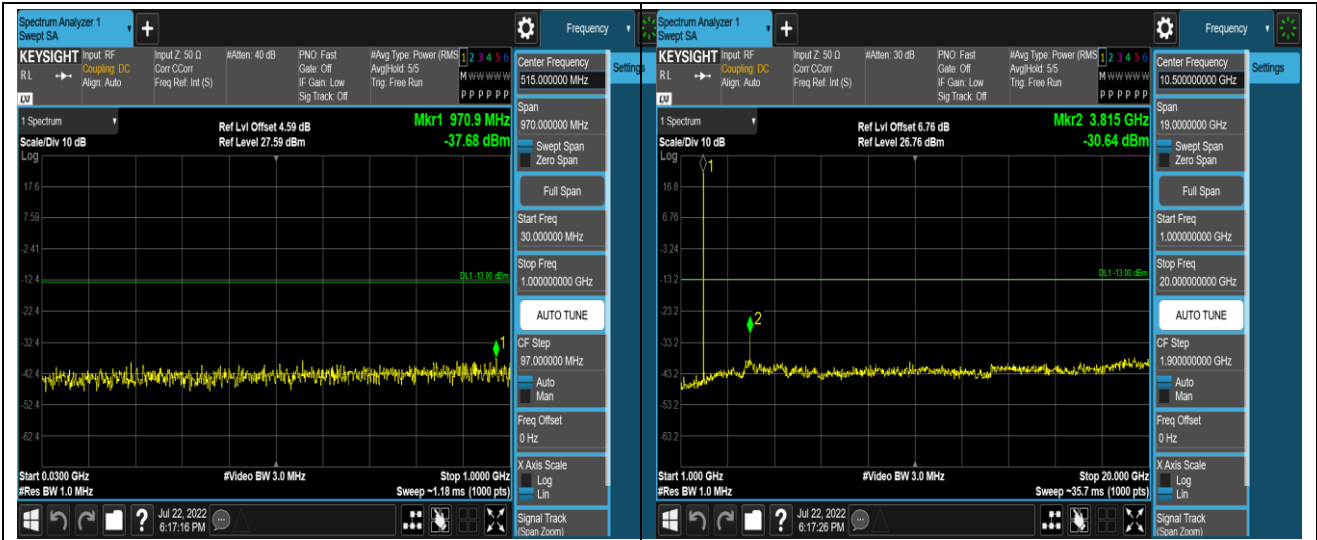 Spectrum Analyzer 1
Swept SA
+
Frequency
KEYSIGHT
Input: RF
Input Z: 50 Ω
#Atten: 40 dB
PNO: Fast
#Avg Type: Power (RMS
1 2 3 4 5 6
R L
Coupling: DC
Corr CCorr
Gate: Off
Avg|Hold: 5/5
M W W W W W
Align: Auto
Freq Ref: Int (S)
IF Gain: Low
Trig: Free Run
Sig Track: Off
P P P P P P
LXI
Center Frequency
515.000000 MHz
Settings
1 Spectrum
Ref Lvl Offset 4.59 dB
Mkr1 970.9 MHz
Scale/Div 10 dB
Ref Level 27.59 dBm
-37.68 dBm
Log
17.6
7.59
-2.41
-12.4
DL1 -13.00 dBm
-22.4
-32.4
1
-42.4
-52.4
-62.4
Start 0.0300 GHz
#Video BW 3.0 MHz
Stop 1.0000 GHz
#Res BW 1.0 MHz
Sweep ~1.18 ms (1000 pts)
Span
970.000000 MHz
Swept Span
Zero Span
Full Span
Start Freq
30.000000 MHz
Stop Freq
1.000000000 GHz
AUTO TUNE
CF Step
97.000000 MHz
Auto
Man
Freq Offset
0 Hz
X Axis Scale
Log
Lin
Signal Track
(Span Zoom)
?
Jul 22, 2022
6:17:16 PM
Spectrum Analyzer 1
Swept SA
+
Frequency
KEYSIGHT
Input: RF
Input Z: 50 Ω
#Atten: 30 dB
PNO: Fast
#Avg Type: Power (RMS
1 2 3 4 5 6
R L
Coupling: DC
Corr CCorr
Gate: Off
Avg|Hold: 5/5
M W W W W W
Align: Auto
Freq Ref: Int (S)
IF Gain: Low
Trig: Free Run
Sig Track: Off
P P P P P P
LXI
Center Frequency
10.500000000 GHz
Settings
1 Spectrum
Ref Lvl Offset 6.76 dB
Mkr2 3.815 GHz
Scale/Div 10 dB
Ref Level 26.76 dBm
-30.64 dBm
Log
1
16.8
6.76
-3.24
-13.2
DL1 -13.00 dBm
-23.2
2
-33.2
-43.2
-53.2
-63.2
Start 1.000 GHz
#Video BW 3.0 MHz
Stop 20.000 GHz
#Res BW 1.0 MHz
Sweep ~35.7 ms (1000 pts)
Span
19.0000000 GHz
Swept Span
Zero Span
Full Span
Start Freq
1.000000000 GHz
Stop Freq
20.000000000 GHz
AUTO TUNE
CF Step
1.900000000 GHz
Auto
Man
Freq Offset
0 Hz
X Axis Scale
Log
Lin
Signal Track
(Span Zoom)
?
Jul 22, 2022
6:17:26 PM